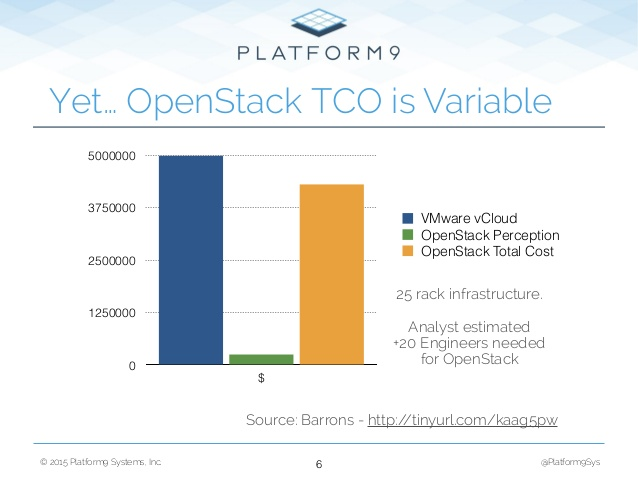 PLATFORM9
Yet... OpenStack TCO is Variable
5000000
3750000
2500000
1250000
0
$
VMware vCloud
OpenStack Perception
OpenStack Total Cost
25 rack infrastructure.
Analyst estimated
+20 Engineers needed
for OpenStack
Source: Barrons - http://tinyurl.com/kaag5pw
© 2015 Platform9 Systems, Inc.
6
@Platform9Sys